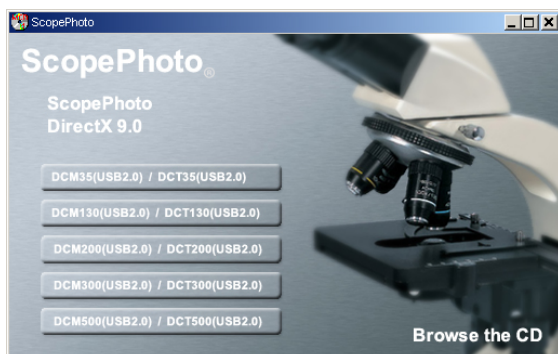 ScopePhoto
ScopePhoto®
ScopePhoto
DirectX 9.0
DCM35(USB2.0) / DCT35(USB2.0)
DCM130(USB2.0) / DCT130(USB2.0)
DCM200(USB2.0) / DCT200(USB2.0)
DCM300(USB2.0) / DCT300(USB2.0)
DCM500(USB2.0) / DCT500(USB2.0)
Browse the CD